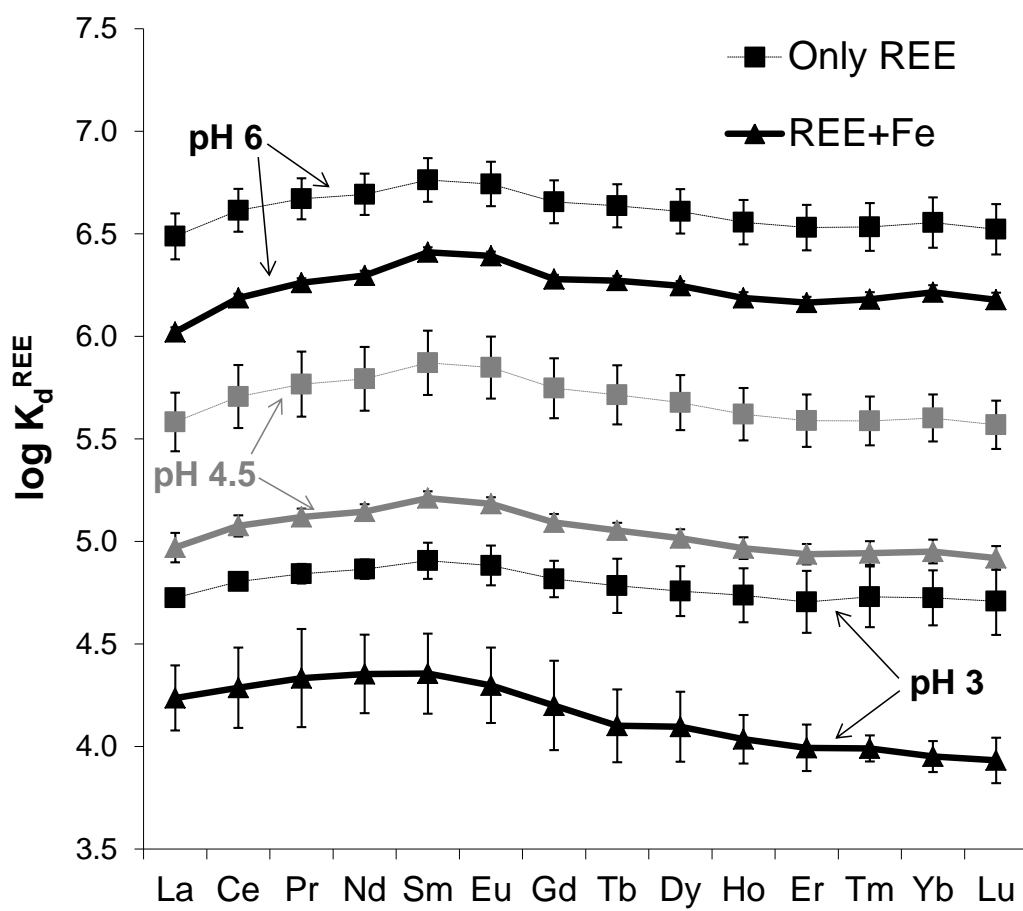 7.5
7.0
6.5
6.0
5.5
5.0
4.5
4.0
3.5
log K_d^REE
Only REE
REE+Fe
pH 6
pH 4.5
pH 3
La Ce Pr Nd Sm Eu Gd Tb Dy Ho Er Tm Yb Lu